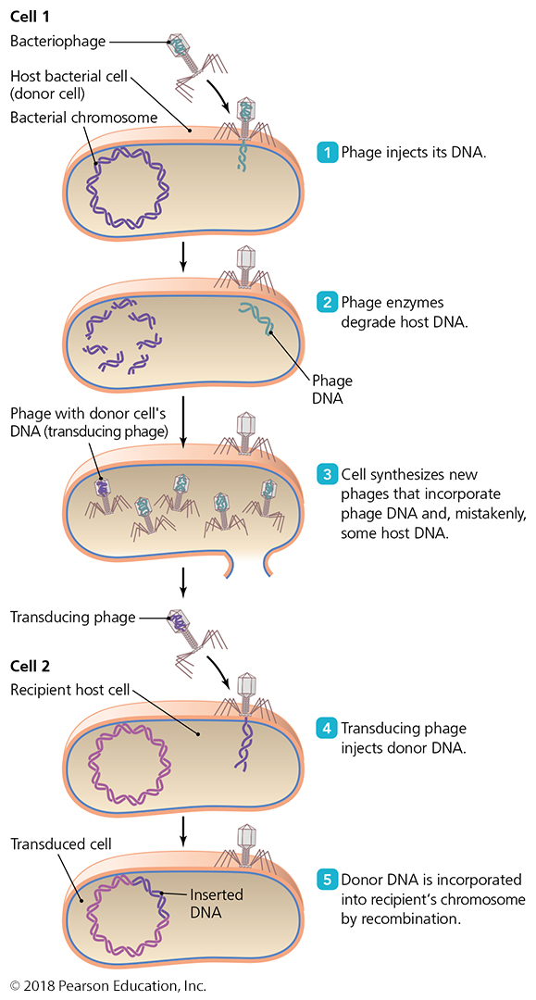 Cell 1
Bacteriophage
Host bacterial cell
(donor cell)
Bacterial chromosome
1 Phage injects its DNA.
2 Phage enzymes
degrade host DNA.
Phage
DNA
Phage with donor cell's
DNA (transducing phage)
3 Cell synthesizes new
phages that incorporate
phage DNA and, mistakenly,
some host DNA.
Transducing phage
Cell 2
Recipient host cell
4 Transducing phage
injects donor DNA.
Transduced cell
Inserted
DNA
5 Donor DNA is incorporated
into recipient's chromosome
by recombination.
© 2018 Pearson Education, Inc.